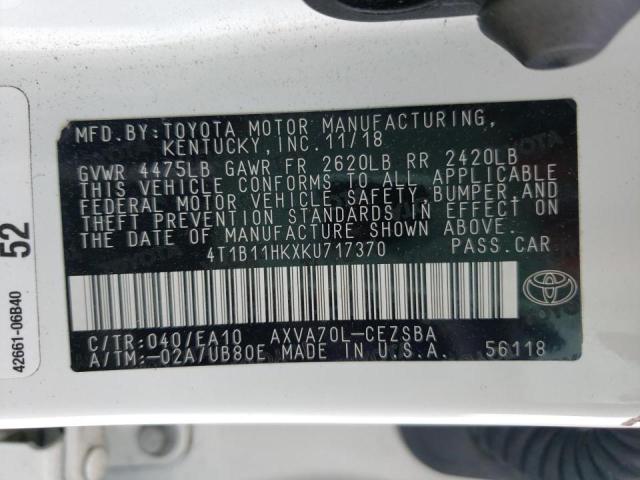 MFD. BY: TOYOTA MOTOR MANUFACTURING,
KENTUCKY, INC. 11/18
GVWR 4475LB GAWR FR 2620LB RR 2420LB
THIS VEHICLE CONFORMS TO ALL APPLICABLE
FEDERAL MOTOR VEHICLE SAFETY, BUMPER, AND
THEFT PREVENTION STANDARDS IN EFFECT ON
THE DATE OF MANUFACTURE SHOWN ABOVE.
4T1B11HKXKU717370 PASS.CAR
C/TR: 040/EA10 AXVA70L-CEZSBA
A/TM:-02A/UB80E MADE IN U.S.A. 56118
52
42661-06B40